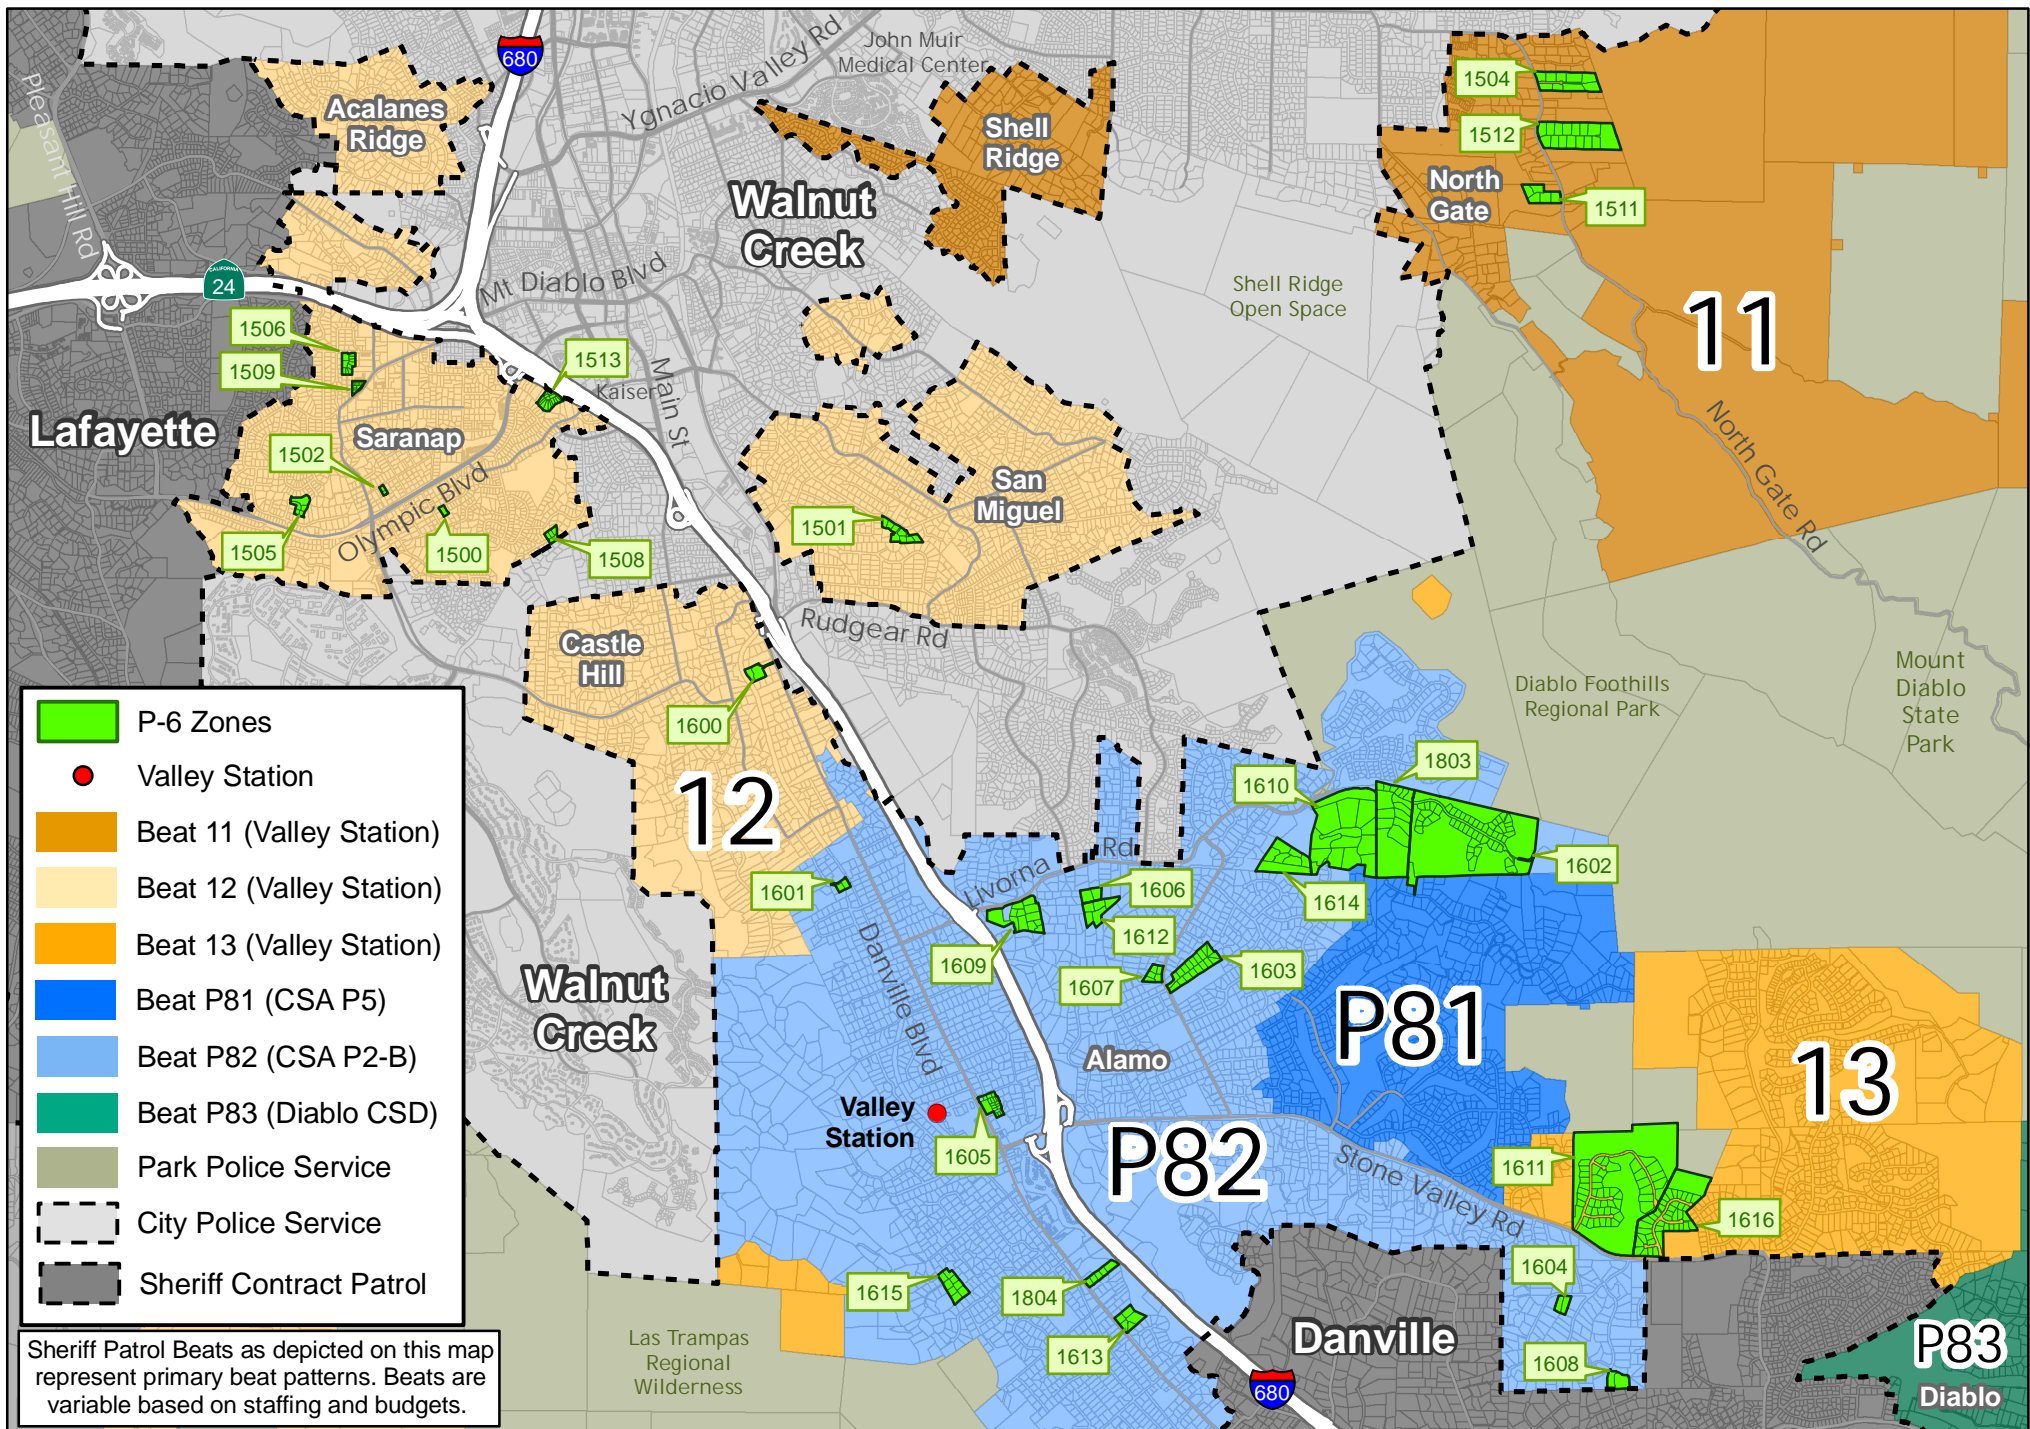 680
John Muir
Medical Center
Ygnacio Valley Rd
Pleasant Hill Rd
Acalanes
Ridge
Shell
Ridge
1504
1512
North
Gate
1511
Walnut
Creek
CALIFORNIA
24
Mt Diablo Blvd
Shell Ridge
Open Space
11
1506
1509
1513
Kaiser
Main St
Lafayette
Saranap
1502
Olympic Blvd
1505
1500
1508
San
Miguel
1501
North Gate Rd
Rudgear Rd
Castle
Hill
1600
12
Diablo Foothills
Regional Park
Mount
Diablo
State
Park
1803
1610
1602
1614
Livorna Rd
1606
1612
1601
1609
1607
1603
Danville Blvd
Walnut
Creek
P81
Alamo
13
Valley
Station
1605
P82
Stone Valley Rd
1611
1616
1615
1804
1613
1604
1608
Las Trampas
Regional
Wilderness
Danville
680
P83
Diablo
P-6 Zones
Valley Station
Beat 11 (Valley Station)
Beat 12 (Valley Station)
Beat 13 (Valley Station)
Beat P81 (CSA P5)
Beat P82 (CSA P2-B)
Beat P83 (Diablo CSD)
Park Police Service
City Police Service
Sheriff Contract Patrol
Sheriff Patrol Beats as depicted on this map
represent primary beat patterns. Beats are
variable based on staffing and budgets.